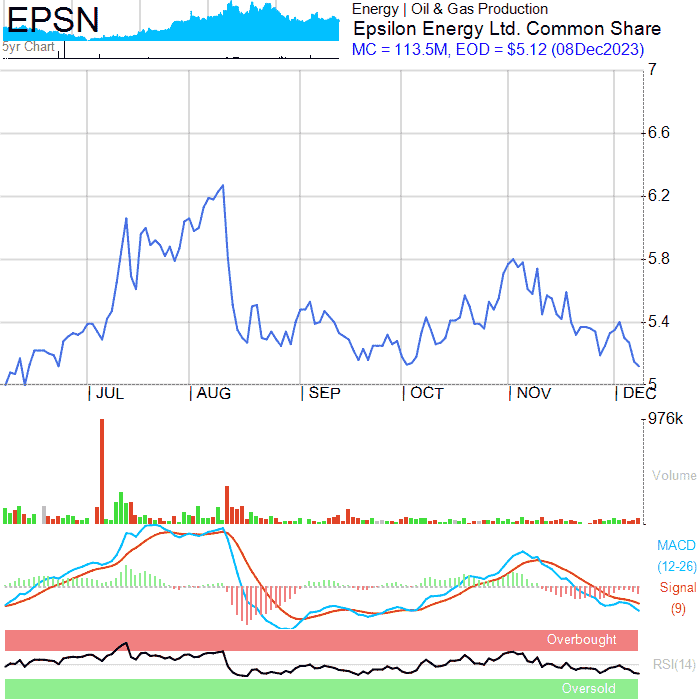 EPSN
5yr Chart
Energy | Oil & Gas Production
Epsilon Energy Ltd. Common Share
MC = 113.5M, EOD = $5.12 (08Dec2023)
7
6.6
6.2
5.8
5.4
5
JUL AUG SEP OCT NOV DEC
976k
Volume
MACD
(12-26)
Signal
(9)
Overbought
RSI(14)
Oversold